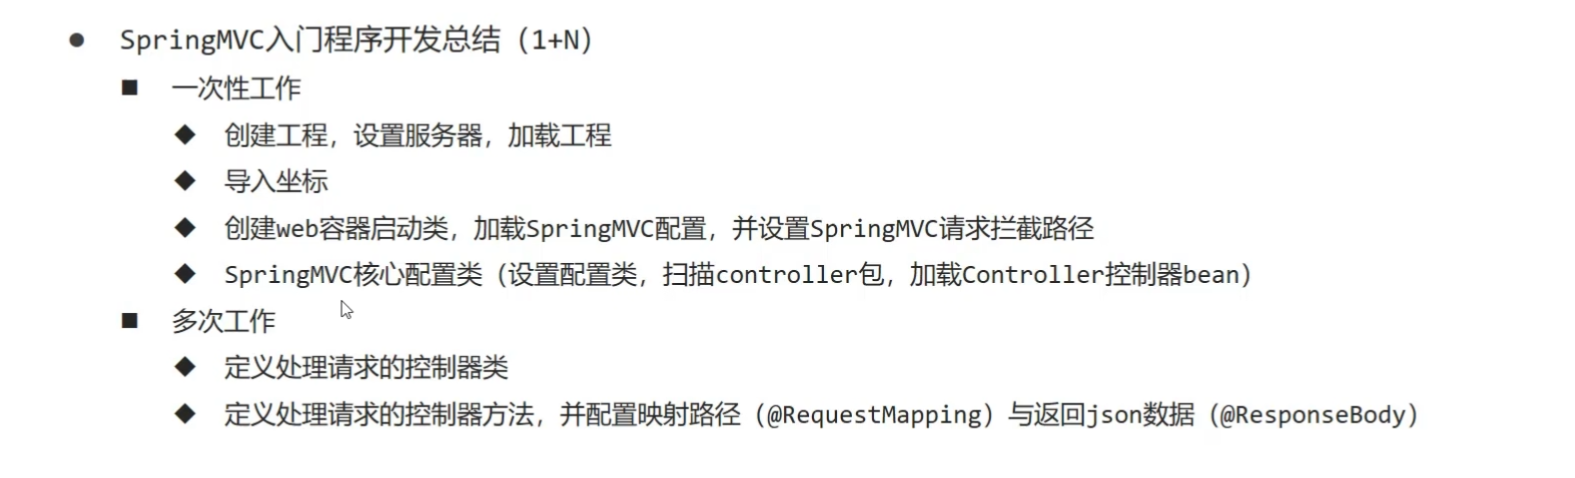 ● SpringMVC入门程序开发总结（1+N）
■ 一次性工作
◆ 创建工程，设置服务器，加载工程
◆ 导入坐标
◆ 创建web容器启动类，加载SpringMVC配置，并设置SpringMVC请求拦截路径
◆ SpringMVC核心配置类（设置配置类，扫描controller包，加载Controller控制器bean）
■ 多次工作
◆ 定义处理请求的控制器类
◆ 定义处理请求的控制器方法，并配置映射路径（@RequestMapping）与返回json数据（@ResponseBody）